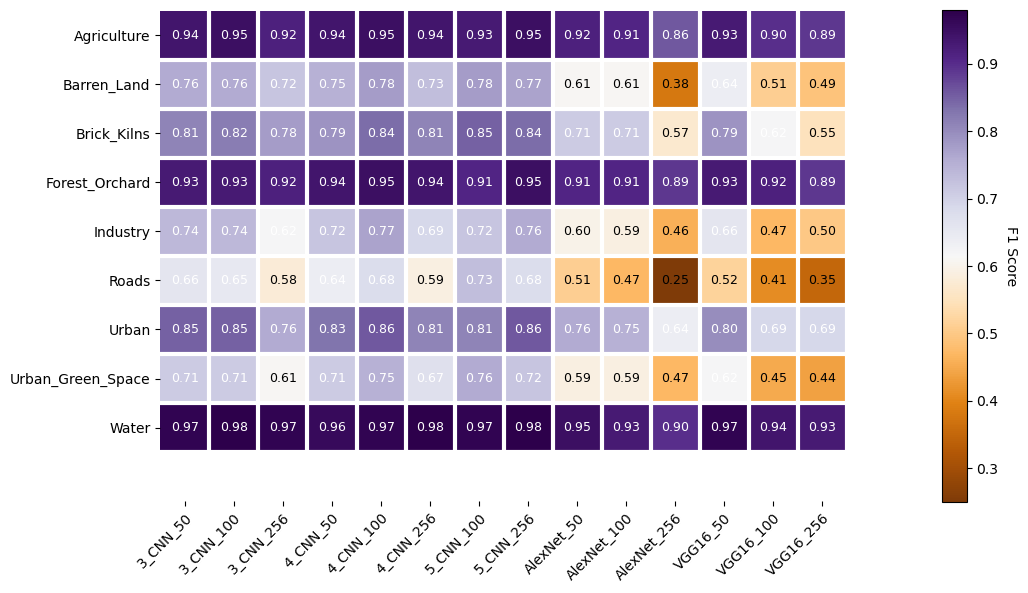 Agriculture 0.94 0.95 0.92 0.94 0.95 0.94 0.93 0.95 0.92 0.91 0.86 0.93 0.90 0.89
Barren_Land 0.76 0.76 0.72 0.75 0.78 0.73 0.78 0.77 0.61 0.61 0.38 0.64 0.51 0.49
Brick_Kilns 0.81 0.82 0.78 0.79 0.84 0.81 0.85 0.84 0.71 0.71 0.57 0.79 0.62 0.55
Forest_Orchard 0.93 0.93 0.92 0.94 0.95 0.94 0.91 0.95 0.91 0.91 0.89 0.93 0.92 0.89
Industry 0.74 0.74 0.62 0.72 0.77 0.69 0.72 0.76 0.60 0.59 0.46 0.66 0.47 0.50
Roads 0.66 0.65 0.58 0.64 0.68 0.59 0.73 0.68 0.51 0.47 0.25 0.52 0.41 0.35
Urban 0.85 0.85 0.76 0.83 0.86 0.81 0.81 0.86 0.76 0.75 0.64 0.80 0.69 0.69
Urban_Green_Space 0.71 0.71 0.61 0.71 0.75 0.67 0.76 0.72 0.59 0.59 0.47 0.62 0.45 0.44
Water 0.97 0.98 0.97 0.96 0.97 0.98 0.97 0.98 0.95 0.93 0.90 0.97 0.94 0.93
3_CNN_50 3_CNN_100 3_CNN_256 4_CNN_50 4_CNN_100 4_CNN_256 5_CNN_100 5_CNN_256 AlexNet_50 AlexNet_100 AlexNet_256 VGG16_50 VGG16_100 VGG16_256
0.9
0.8
0.7
0.6
0.5
0.4
0.3
F1 Score